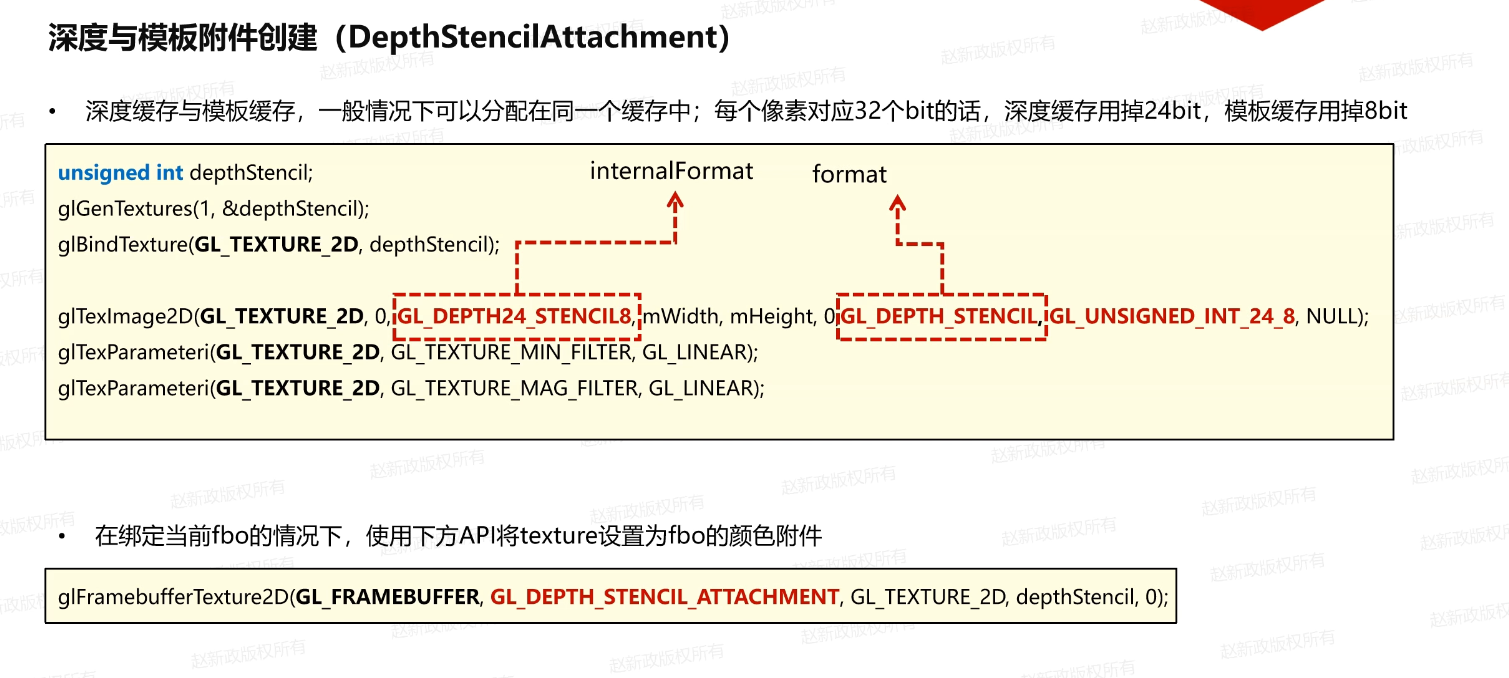 深度与模板附件创建（DepthStencilAttachment）
• 深度缓存与模板缓存，一般情况下可以分配在同一个缓存中；每个像素对应32个bit的话，深度缓存用掉24bit，模板缓存用掉8bit
internalFormat format
unsigned int depthStencil;
glGenTextures(1, &depthStencil);
glBindTexture(GL_TEXTURE_2D, depthStencil);
glTexImage2D(GL_TEXTURE_2D, 0, GL_DEPTH24_STENCIL8, mWidth, mHeight, 0, GL_DEPTH_STENCIL, GL_UNSIGNED_INT_24_8, NULL);
glTexParameteri(GL_TEXTURE_2D, GL_TEXTURE_MIN_FILTER, GL_LINEAR);
glTexParameteri(GL_TEXTURE_2D, GL_TEXTURE_MAG_FILTER, GL_LINEAR);
• 在绑定当前fbo的情况下，使用下方API将texture设置为fbo的颜色附件
glFramebufferTexture2D(GL_FRAMEBUFFER, GL_DEPTH_STENCIL_ATTACHMENT, GL_TEXTURE_2D, depthStencil, 0);
赵新政版权所有